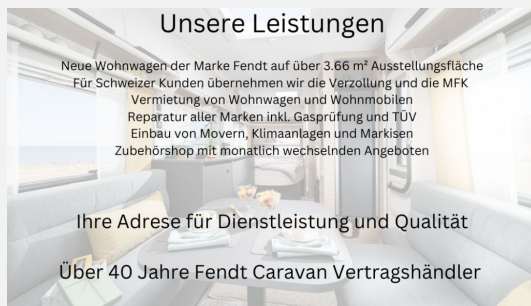 Unsere Leistungen
Neue Wohnwagen der Marke Fendt auf über 3.66 m² Ausstellungsfläche
Für Schweizer Kunden übernehmen wir die Verzollung und die MFK
Vermietung von Wohnwagen und Wohnmobilen
Reparatur aller Marken inkl. Gasprüfung und TÜV
Einbau von Movern, Klimaanlagen und Markisen
Zubehörshop mit monatlich wechselnden Angeboten
Ihre Adresse für Dienstleistung und Qualität
Über 40 Jahre Fendt Caravan Vertragshändler